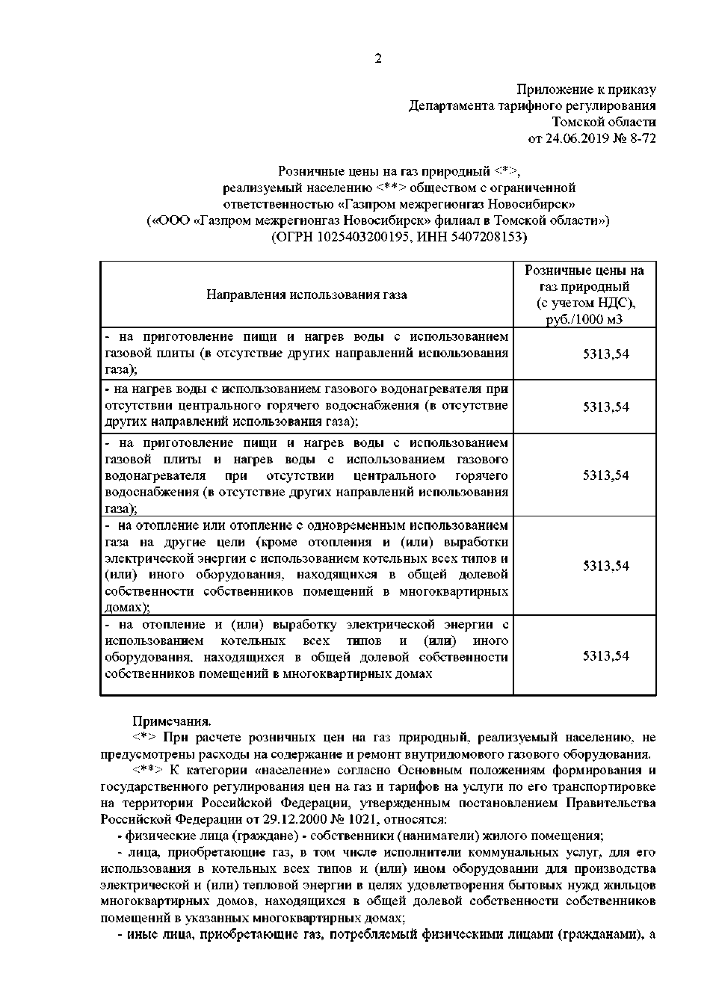 2
Приложение к приказу
Департамента тарифного регулирования
Томской области
от 24.06.2019 № 8-72
Розничные цены на газ природный <*>,
реализуемый населению <**> обществом с ограниченной
ответственностью «Газпром межрегионгаз Новосибирск»
(«ООО «Газпром межрегионгаз Новосибирск» филиал в Томской области»)
(ОГРН 1025403200195, ИНН 5407208153)
Направления использования газа
Розничные цены на
газ природный
(с учетом НДС),
руб./1000 м3
- на приготовление пищи и нагрев воды с использованием
газовой плиты (в отсутствие других направлений использования
газа);
5313,54
- на нагрев воды с использованием газового водонагревателя при
отсутствии центрального горячего водоснабжения (в отсутствие
других направлений использования газа);
5313,54
- на приготовление пищи и нагрев воды с использованием
газовой плиты и нагрев воды с использованием газового
водонагревателя при отсутствии центрального горячего
водоснабжения (в отсутствие других направлений использования
газа);
5313,54
- на отопление или отопление с одновременным использованием
газа на другие цели (кроме отопления и (или) выработки
электрической энергии с использованием котельных всех типов и
(или) иного оборудования, находящихся в общей долевой
собственности собственников помещений в многоквартирных
домах);
5313,54
- на отопление и (или) выработку электрической энергии с
использованием котельных всех типов и (или) иного
оборудования, находящихся в общей долевой собственности
собственников помещений в многоквартирных домах
5313,54
Примечания.
<*> При расчете розничных цен на газ природный, реализуемый населению, не
предусмотрены расходы на содержание и ремонт внутридомового газового оборудования.
<**> К категории «население» согласно Основным положениям формирования и
государственного регулирования цен на газ и тарифов на услуги по его транспортировке
на территории Российской Федерации, утвержденным постановлением Правительства
Российской Федерации от 29.12.2000 № 1021, относятся:
- физические лица (граждане) - собственники (наниматели) жилого помещения;
- лица, приобретающие газ, в том числе исполнители коммунальных услуг, для его
использования в котельных всех типов и (или) ином оборудовании для производства
электрической и (или) тепловой энергии в целях удовлетворения бытовых нужд жильцов
многоквартирных домов, находящихся в общей долевой собственности собственников
помещений в указанных многоквартирных домах;
- иные лица, приобретающие газ, потребляемый физическими лицами (гражданами), а